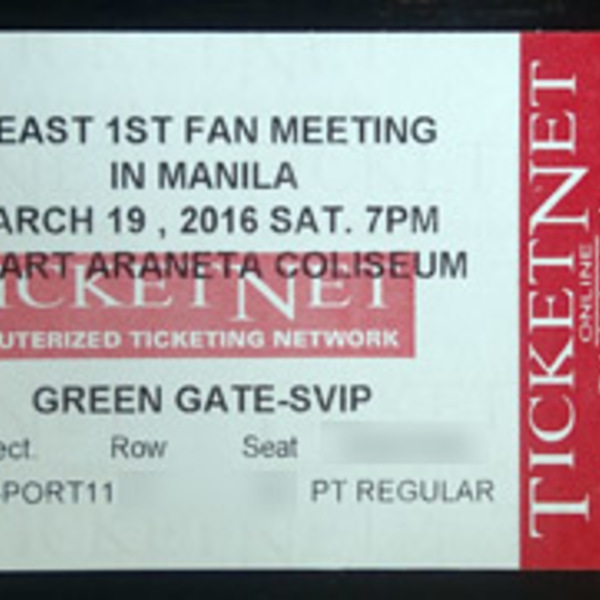 EAST 1ST FAN MEETING
IN MANILA
ARCH 19 , 2016 SAT. 7PM
ART ARANETA COLISEUM
ICKETNET
UTERIZED TICKETING NETWORK
GREEN GATE-SVIP
ect. Row Seat
-PORT11 PT REGULAR
TICKETNET
ONLINE